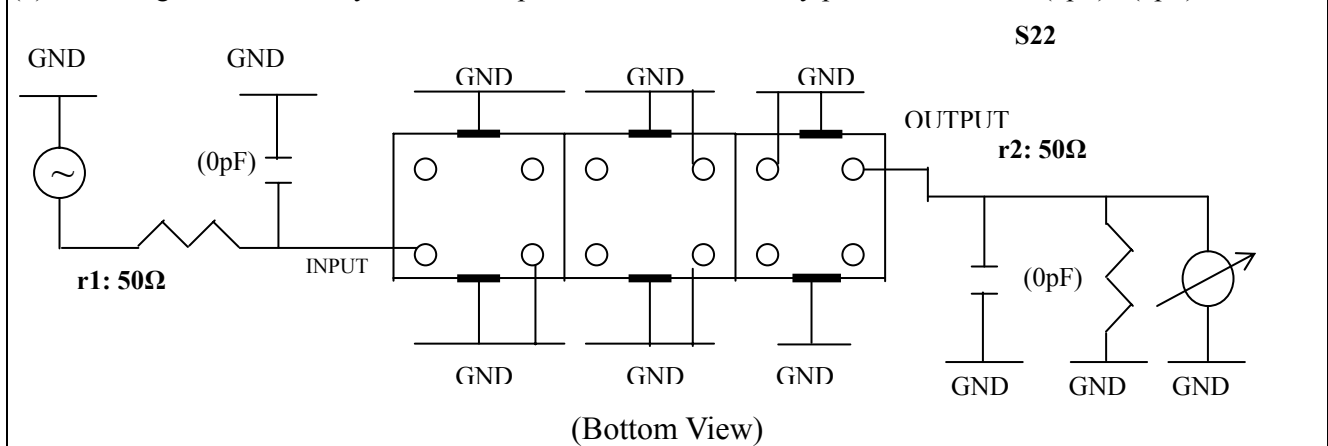 S22
GND
GND
GND
GND
GND
OUTPUT
r2: 50Ω
(0pF)
~
INPUT
r1: 50Ω
(0pF)
GND
GND
GND
GND
GND
GND
(Bottom View)